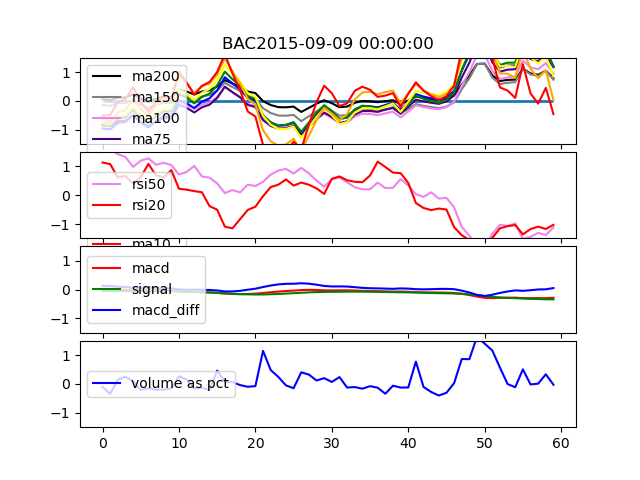 BAC2015-09-09 00:00:00
1
0
−1
ma200
ma150
ma100
ma75
1
0
−1
rsi50
rsi20
ma10
1
0
−1
macd
signal
macd_diff
1
0
−1
volume as pct
0 10 20 30 40 50 60